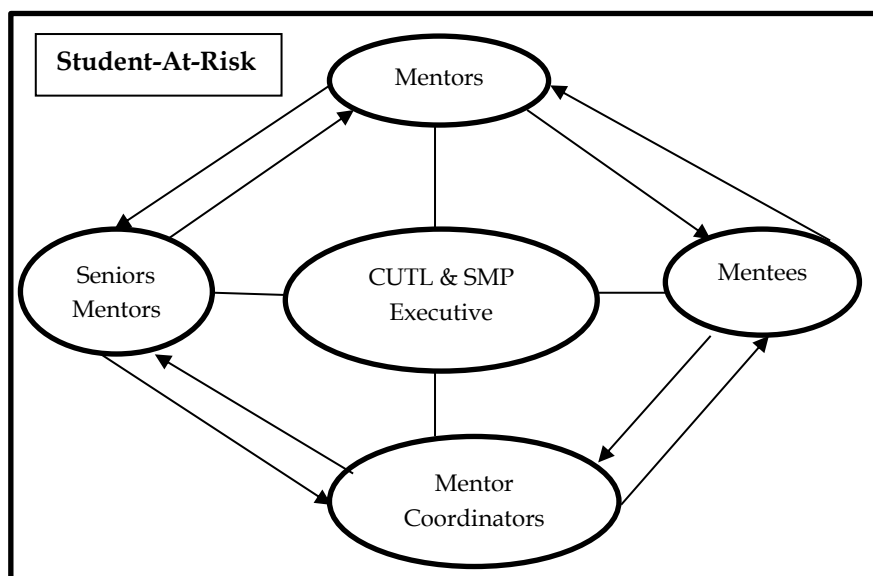 Student-At-Risk
Mentors
Seniors
Mentors
CUTL & SMP
Executive
Mentees
Mentor
Coordinators